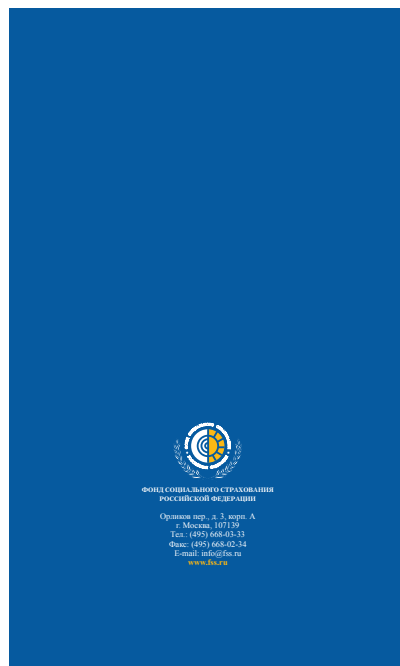 ФОНД СОЦИАЛЬНОГО СТРАХОВАНИЯ
РОССИЙСКОЙ ФЕДЕРАЦИИ
Орликов пер., д. 3, корп. А
г. Москва, 107139
Тел.: (495) 668-03-33
Факс: (495) 668-02-34
E-mail: info@fss.ru
www.fss.ru